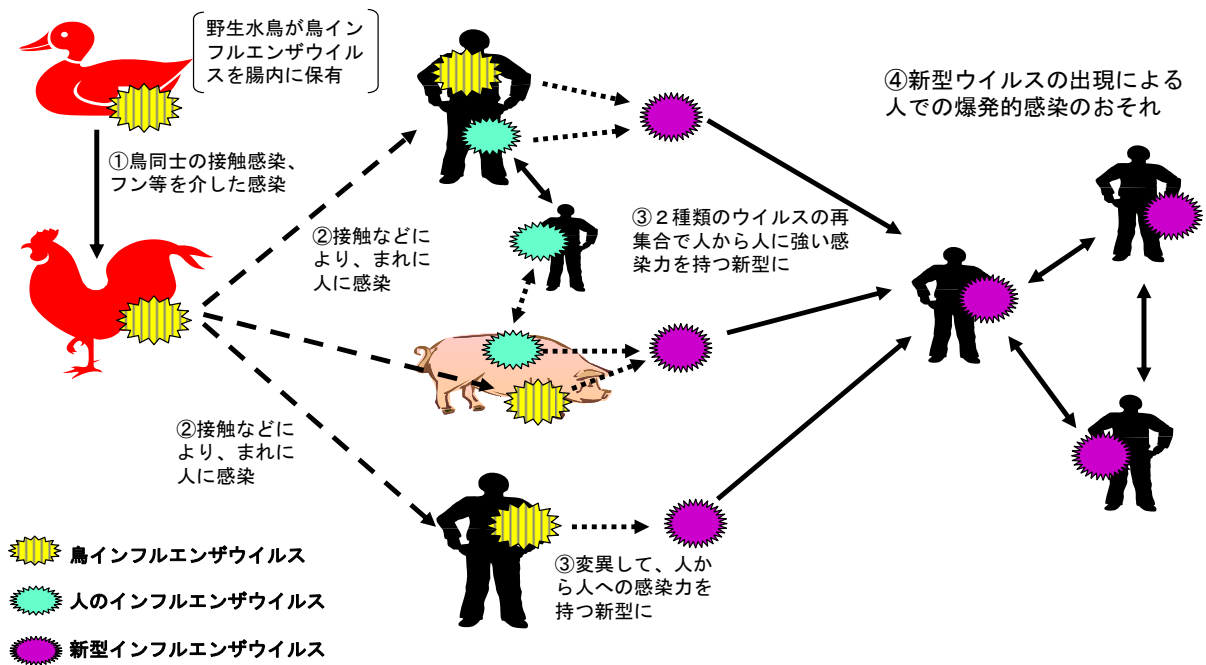 野生水鳥が鳥イン
フルエンザウイル
スを腸内に保有
①鳥同士の接触感染、
フン等を介した感染
②接触などに
より、まれに
人に感染
③２種類のウイルスの再
集合で人から人に強い感
染力を持つ新型に
④新型ウイルスの出現による
人での爆発的感染のおそれ
②接触などに
より、まれに
人に感染
③変異して、人か
ら人への感染力を
持つ新型に
鳥インフルエンザウイルス
人のインフルエンザウイルス
新型インフルエンザウイルス